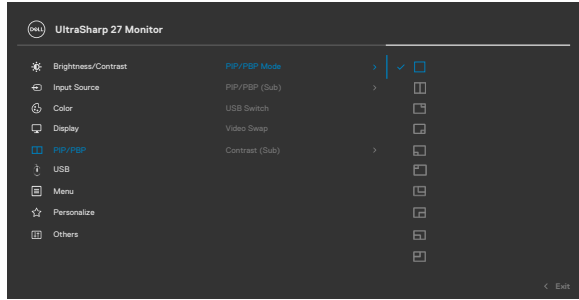 DELL UltraSharp 27 Monitor
Brightness/Contrast PIP/PBP Mode
Input Source PIP/PBP (Sub)
Color USB Switch
Display Video Swap
PIP/PBP Contrast (Sub)
USB
Menu
Personalize
Others
Exit